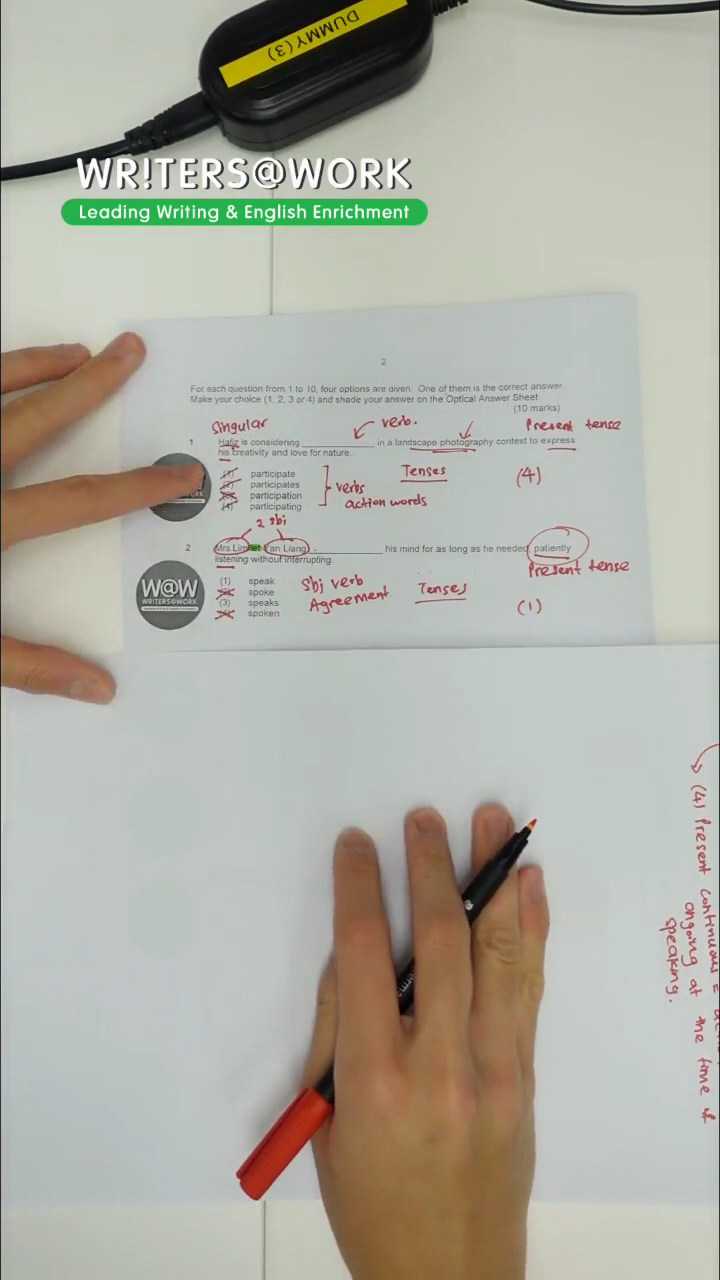 DUMMY(3)
WR!TERS@WORK
Leading Writing & English Enrichment
2
For each question from 1 to 10, four options are given. One of them is the correct answer.
Make your choice (1, 2, 3 or 4) and shade your answer on the Optical Answer Sheet.
(10 marks)
Singular
verb.
Present tense
1 Hafiz is considering ____________ in a landscape photography contest to express
his creativity and love for nature.
(1) participate
(2) participates
(3) participation
(4) participating
verbs
action words
Tenses
(4)
2 sbj
2 Mrs Lim let Yan Liang ____________ his mind for as long as he needed, patiently
listening without interrupting.
Present tense
(1) speak
(2) spoke
(3) speaks
(4) spoken
Sbj verb
Agreement
Tenses
(1)
W@W
WR!TERS@WORK
(4) Present continuous =
ongoing at the time of
speaking.